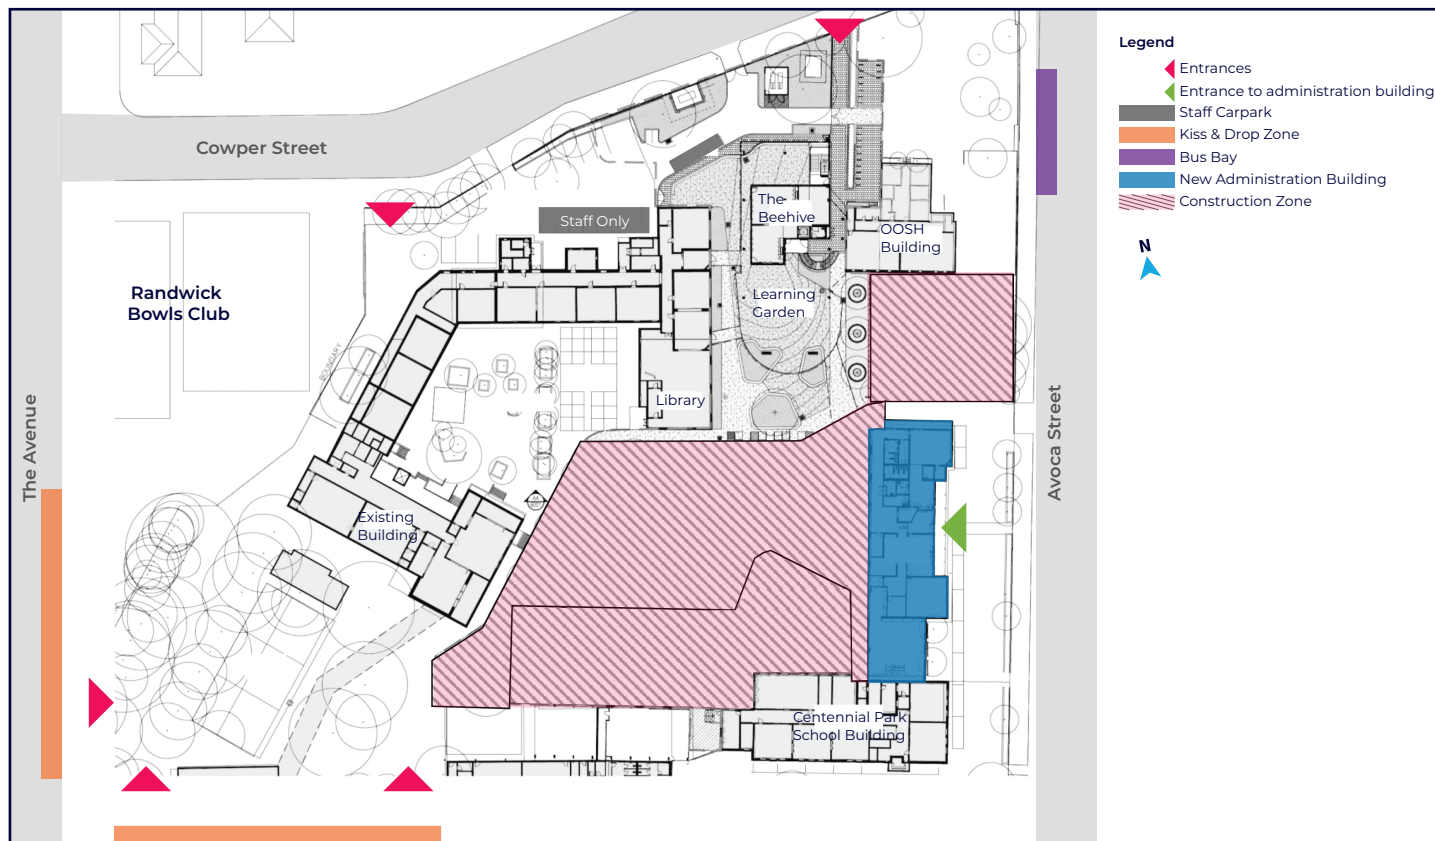 Legend
Entrances
Entrance to administration building
Staff Carpark
Kiss & Drop Zone
Bus Bay
New Administration Building
Construction Zone
N
Cowper Street
Staff Only
The
Beehive
OOSH
Building
Randwick
Bowls Club
Learning
Garden
BOUNDARY
Library
The Avenue
Avoca Street
Existing
Building
Centennial Park
School Building